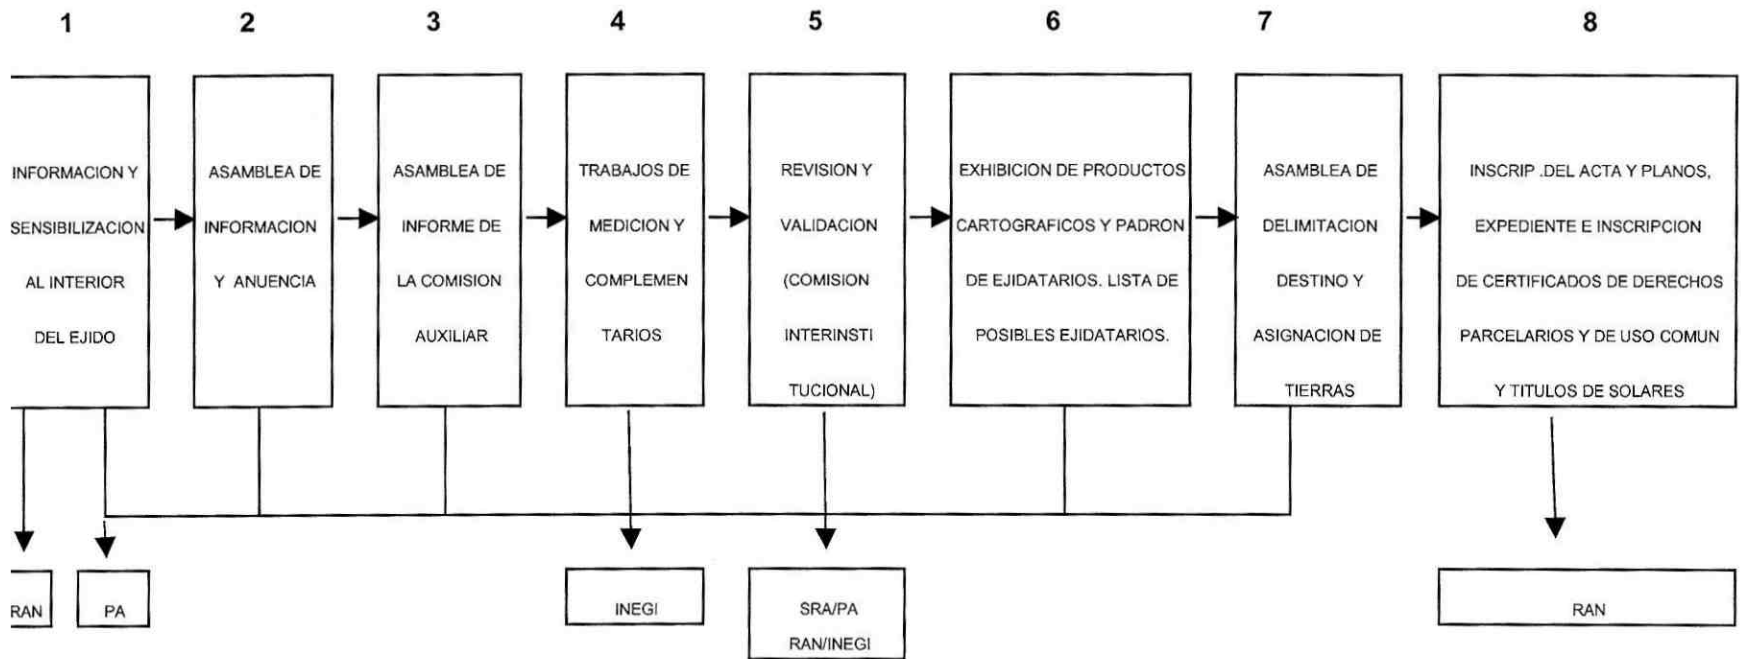 1 2 3 4 5 6 7 8
INFORMACION Y
SENSIBILIZACION
AL INTERIOR
DEL EJIDO
ASAMBLEA DE
INFORMACION
Y ANUENCIA
ASAMBLEA DE
INFORME DE
LA COMISION
AUXILIAR
TRABAJOS DE
MEDICION Y
COMPLEMEN
TARIOS
REVISION Y
VALIDACION
(COMISION
INTERINSTI
TUCIONAL)
EXHIBICION DE PRODUCTOS
CARTOGRAFICOS Y PADRON
DE EJIDATARIOS. LISTA DE
POSIBLES EJIDATARIOS.
ASAMBLEA DE
DELIMITACION
DESTINO Y
ASIGNACION DE
TIERRAS
INSCRIP .DEL ACTA Y PLANOS,
EXPEDIENTE E INSCRIPCION
DE CERTIFICADOS DE DERECHOS
PARCELARIOS Y DE USO COMUN
Y TITULOS DE SOLARES
RAN
PA
INEGI
SRA/PA
RAN/INEGI
RAN